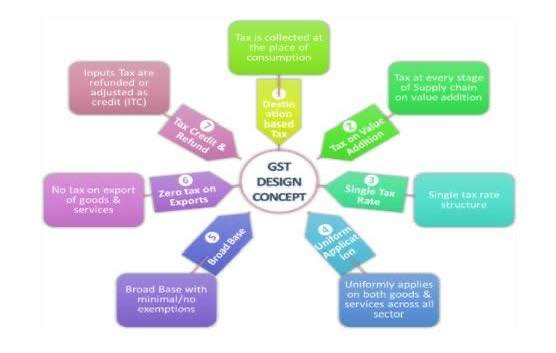 Tax is collected at
the place of
consumption
1
Destin
ation
based
Tax
Tax at every stage
of Supply chain
on value addition
2
Tax on Value
Addition
3
Single Tax
Rate
Single tax rate
structure
4
Uniform
Applicat
ion
Uniformly applies
on both goods &
services across all
sector
5
Broad Base
Broad Base with
minimal/no
exemptions
6
Zero tax on
Exports
No tax on export
of goods &
services
7
Tax Credit &
Refund
Inputs Tax are
refunded or
adjusted as
credit (ITC)
GST
DESIGN
CONCEPT